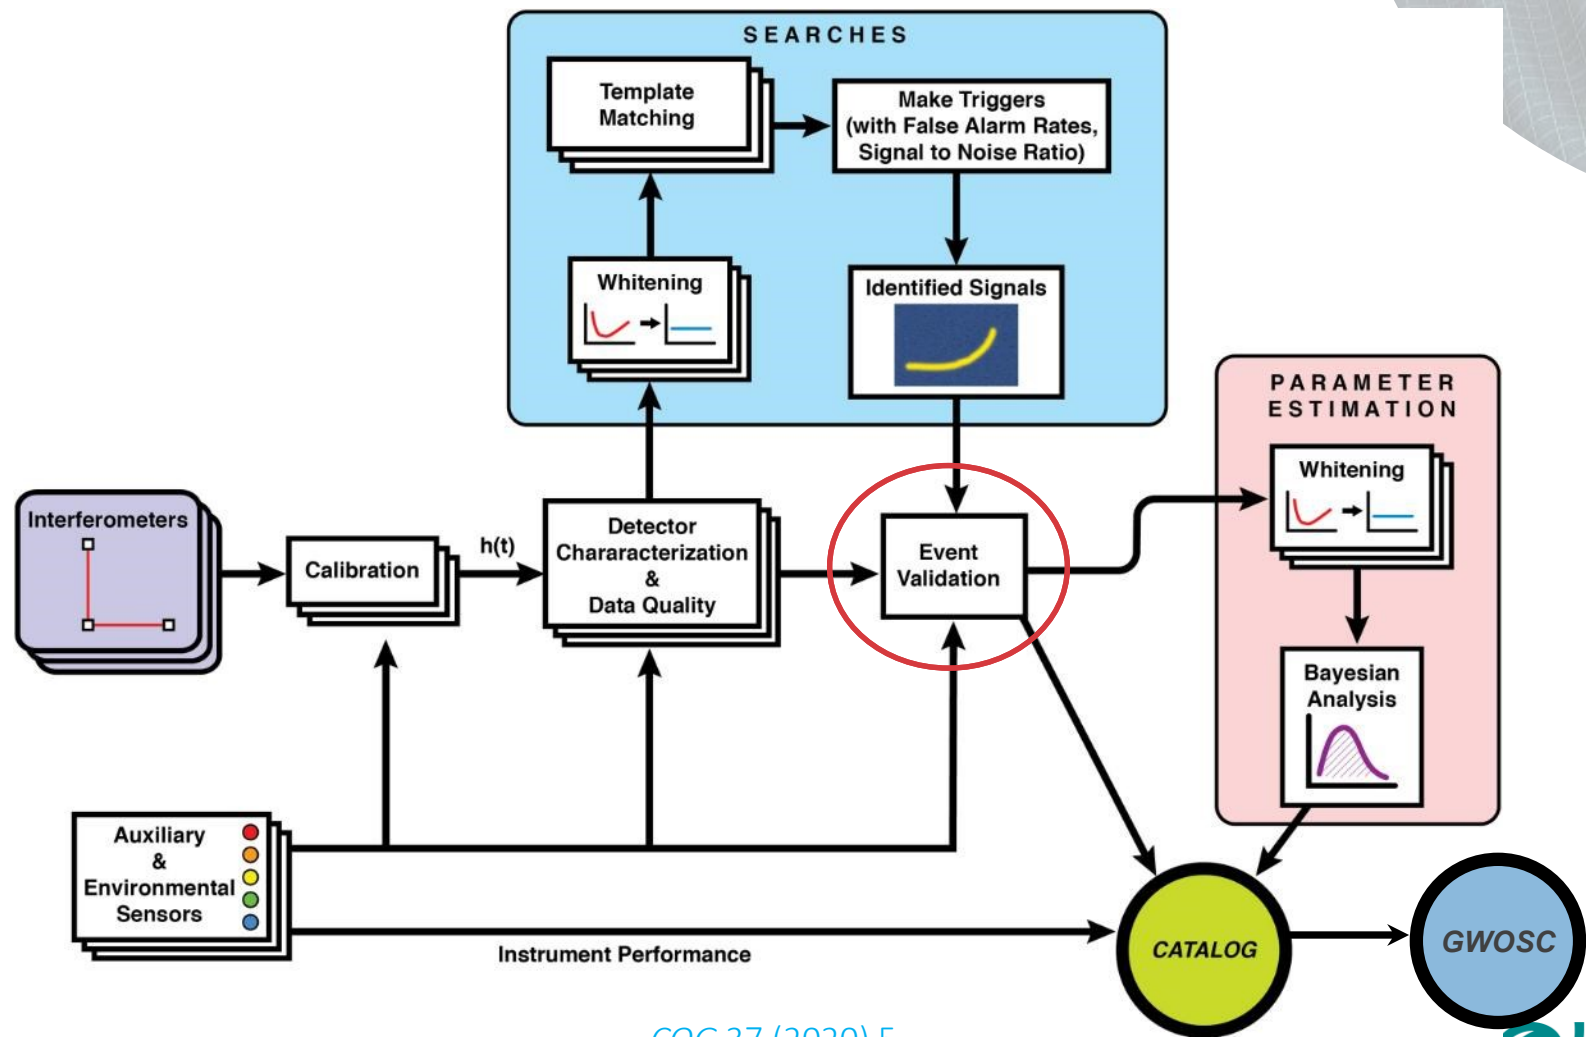 SEARCHES
Template
Matching
Make Triggers
(with False Alarm Rates,
Signal to Noise Ratio)
Whitening
Identified Signals
PARAMETER
ESTIMATION
Whitening
Interferometers
Calibration
h(t)
Detector
Chararacterization
&
Data Quality
Event
Validation
Bayesian
Analysis
Auxiliary
&
Environmental
Sensors
Instrument Performance
CATALOG
GWOSC